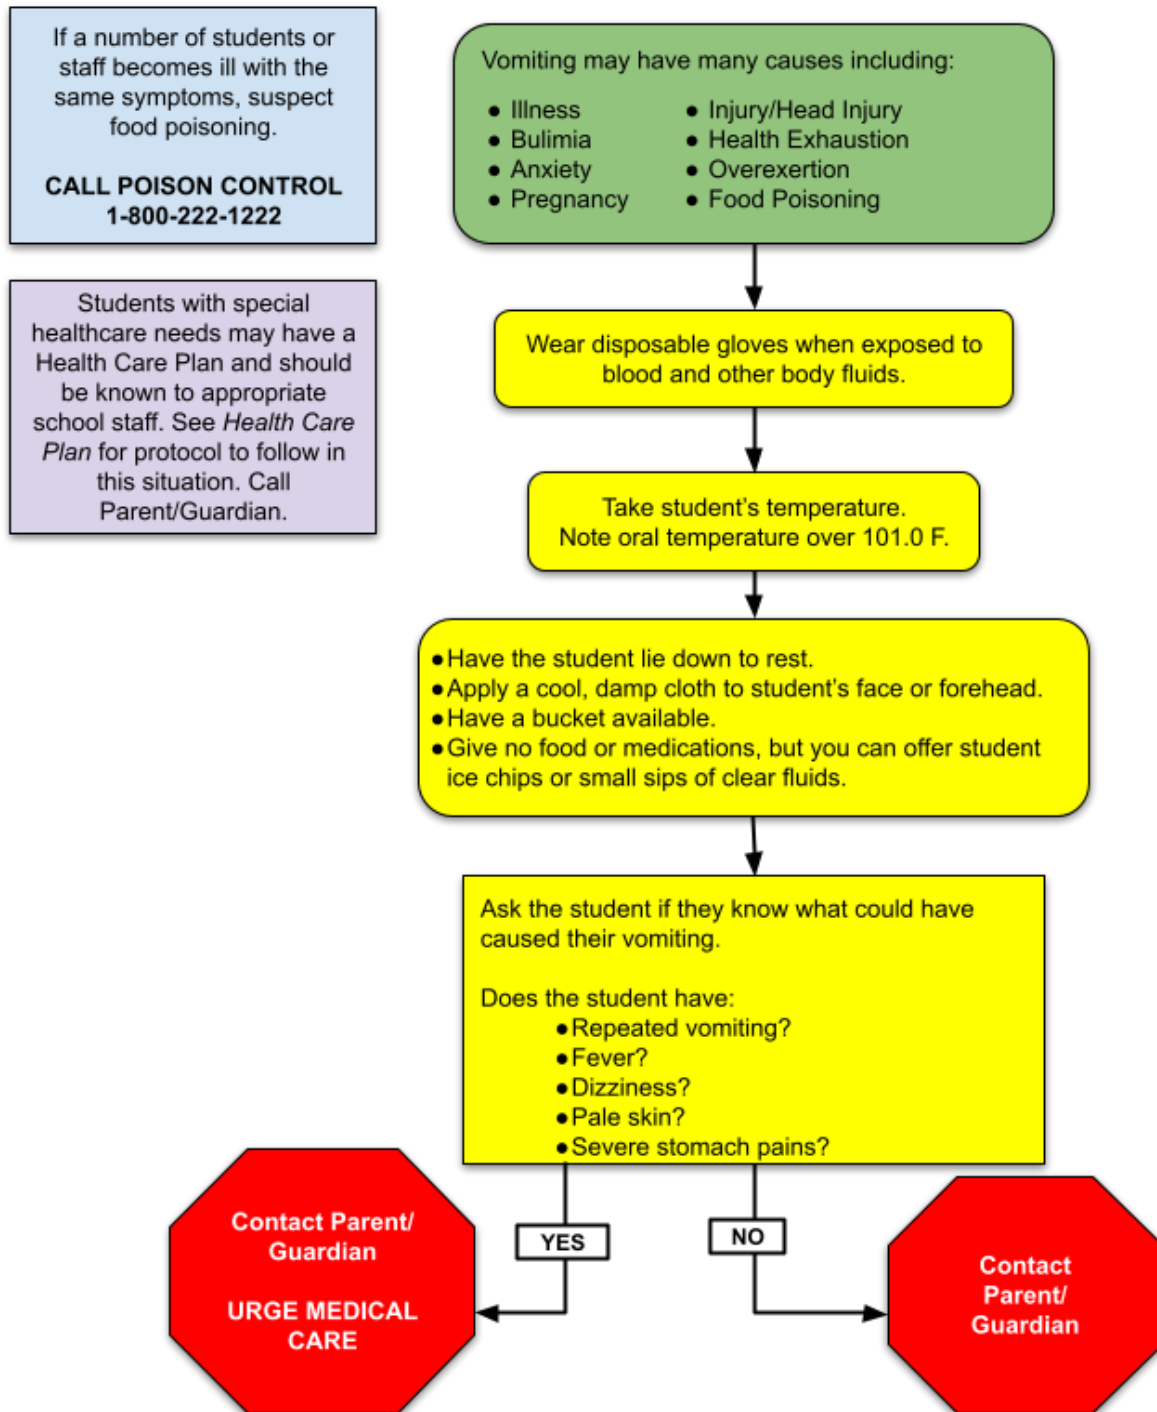 If a number of students or
staff becomes ill with the
same symptoms, suspect
food poisoning.
CALL POISON CONTROL
1-800-222-1222
Students with special
healthcare needs may have a
Health Care Plan and should
be known to appropriate
school staff. See Health Care
Plan for protocol to follow in
this situation. Call
Parent/Guardian.
Vomiting may have many causes including:
● Illness
● Bulimia
● Anxiety
● Pregnancy
● Injury/Head Injury
● Health Exhaustion
● Overexertion
● Food Poisoning
Wear disposable gloves when exposed to
blood and other body fluids.
Take student's temperature.
Note oral temperature over 101.0 F.
● Have the student lie down to rest.
● Apply a cool, damp cloth to student's face or forehead.
● Have a bucket available.
● Give no food or medications, but you can offer student
ice chips or small sips of clear fluids.
Ask the student if they know what could have
caused their vomiting.
Does the student have:
● Repeated vomiting?
● Fever?
● Dizziness?
● Pale skin?
● Severe stomach pains?
YES
NO
Contact Parent/
Guardian
URGE MEDICAL
CARE
Contact
Parent/
Guardian